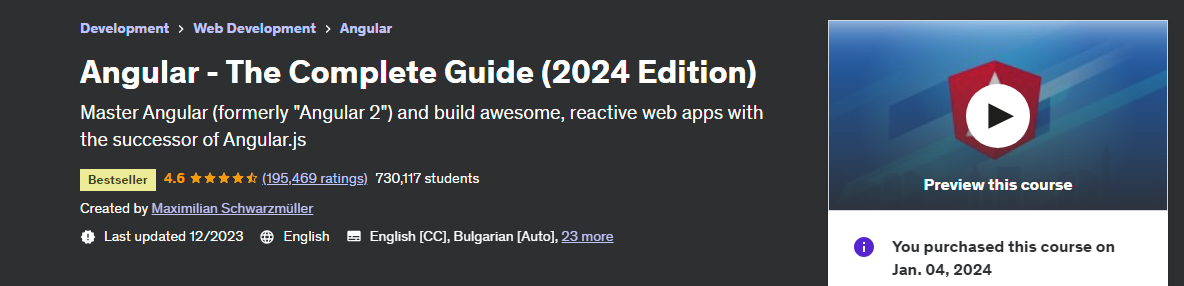 Development > Web Development > Angular
Angular - The Complete Guide (2024 Edition)
Master Angular (formerly "Angular 2") and build awesome, reactive web apps with
the successor of Angular.js
Bestseller 4.6 (195,469 ratings) 730,117 students
Created by Maximilian Schwarzmüller
Last updated 12/2023 English English [CC], Bulgarian [Auto], 23 more
Preview this course
You purchased this course on
Jan. 04, 2024